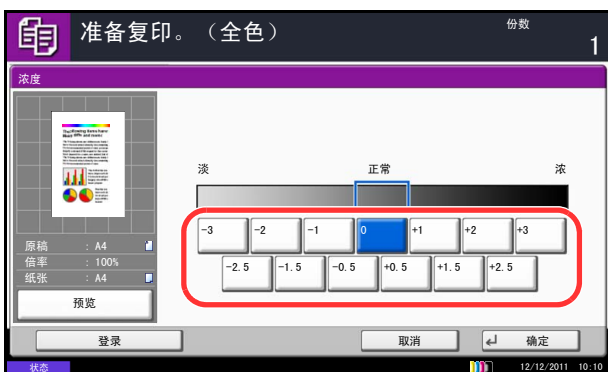 准备复印。（全色）
份数
1
浓度
淡 正常 浓
-3 -2 -1 0 +1 +2 +3
-2.5 -1.5 -0.5 +0.5 +1.5 +2.5
原稿 : A4
倍率 : 100%
纸张 : A4
预览
登录 取消 确定
状态 12/12/2011 10:10